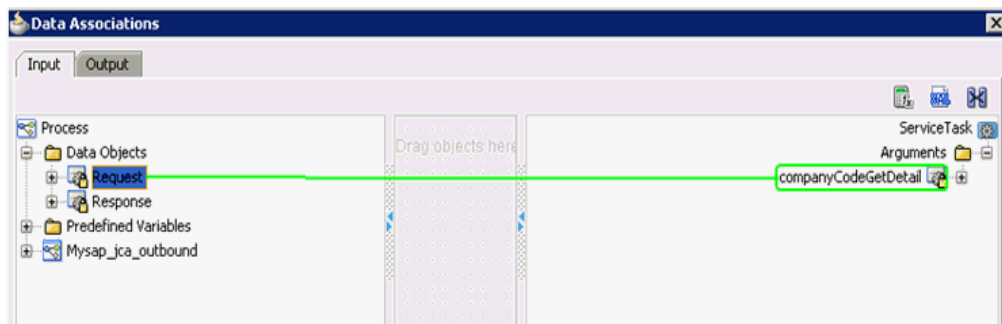 Data Associations
Input Output
Process
ServiceTask
Data Objects
Drag objects here
Arguments
Request
companyCodeGetDetail
Response
Predefined Variables
Mysap_jca_outbound